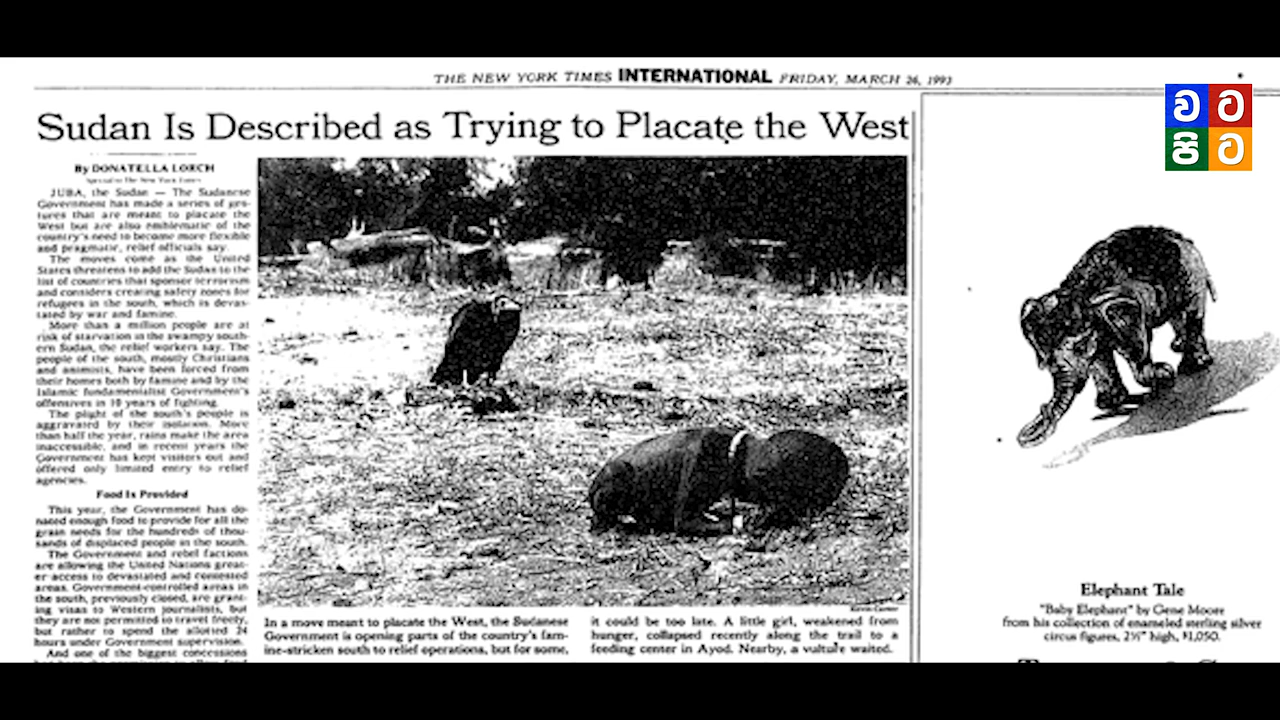 THE NEW YORK TIMES INTERNATIONAL FRIDAY, MARCH 26, 1993
Sudan Is Described as Trying to Placate the West
By DONATELLA LORCH
Special to The New York Times
JUBA, the Sudan — The Sudanese
Government has made a series of ges-
tures that are meant to placate the
West but are also emblematic of the
country's need to become more flexible
and pragmatic, relief officials say.
The moves come as the United
States threatens to add the Sudan to the
list of countries that sponsor terrorism
and considers creating safety zones for
refugees in the south, which is devas-
tated by war and famine.
More than a million people are at
risk of starvation in the swampy south-
ern Sudan, the relief workers say. The
people of the south, mostly Christians
and animists, have been forced from
their homes both by famine and by the
Islamic fundamentalist Government's
offensives in 10 years of fighting.
The plight of the south's people is
aggravated by their isolation. More
than half the year, rains make the area
inaccessible, and in recent years the
Government has kept visitors out and
offered only limited entry to relief
agencies.
Food Is Provided
This year, the Government has do-
nated enough food to provide for all the
grain needs for the hundreds of thou-
sands of displaced people in the south.
The Government and rebel factions
are allowing the United Nations great-
er access to devastated and contested
areas. Government-controlled areas in
the south, previously closed, are grant-
ing visas to Western journalists, but
they are not permitted to travel freely,
but rather to spend the allotted 24
hours under Government supervision.
And one of the biggest concessions
Kevin Carter
In a move meant to placate the West, the Sudanese
Government is opening parts of the country's fam-
ine-stricken south to relief operations, but for some,
it could be too late. A little girl, weakened from
hunger, collapsed recently along the trail to a
feeding center in Ayod. Nearby, a vulture waited.
Elephant Tale
"Baby Elephant" by Gene Moore
from his collection of enameled sterling silver
circus figures, 2½" high, $1,050.